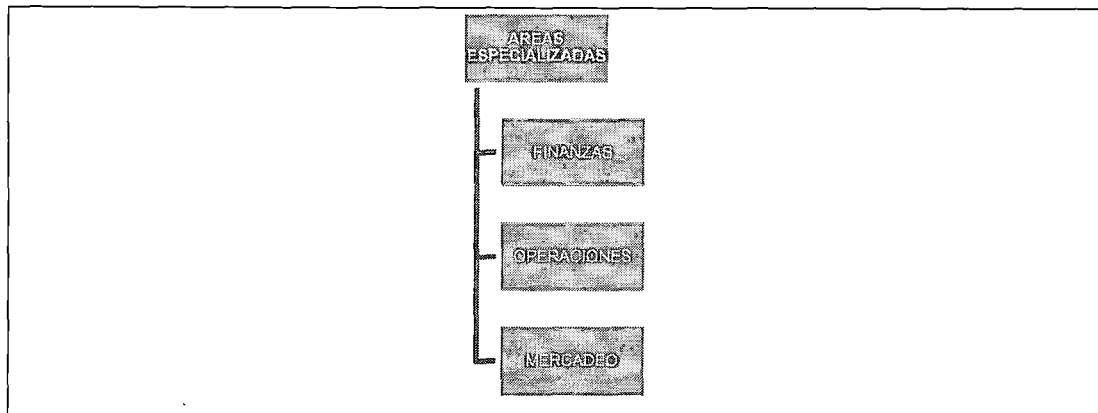 AREAS
ESPECIALIZADAS
FINANZAS
OPERACIONES
MERCADEO